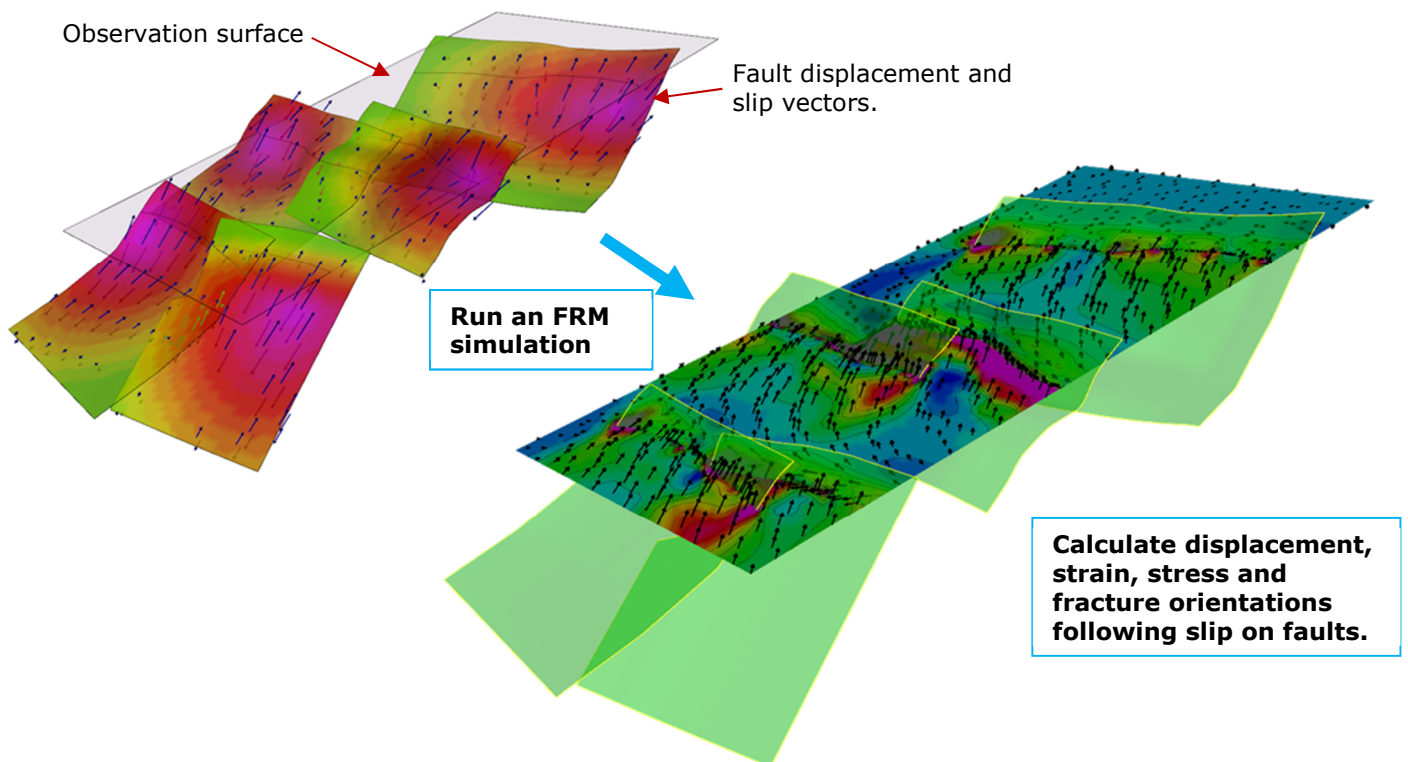 Observation surface
Fault displacement and
slip vectors.
Run an FRM
simulation
Calculate displacement,
strain, stress and
fracture orientations
following slip on faults.